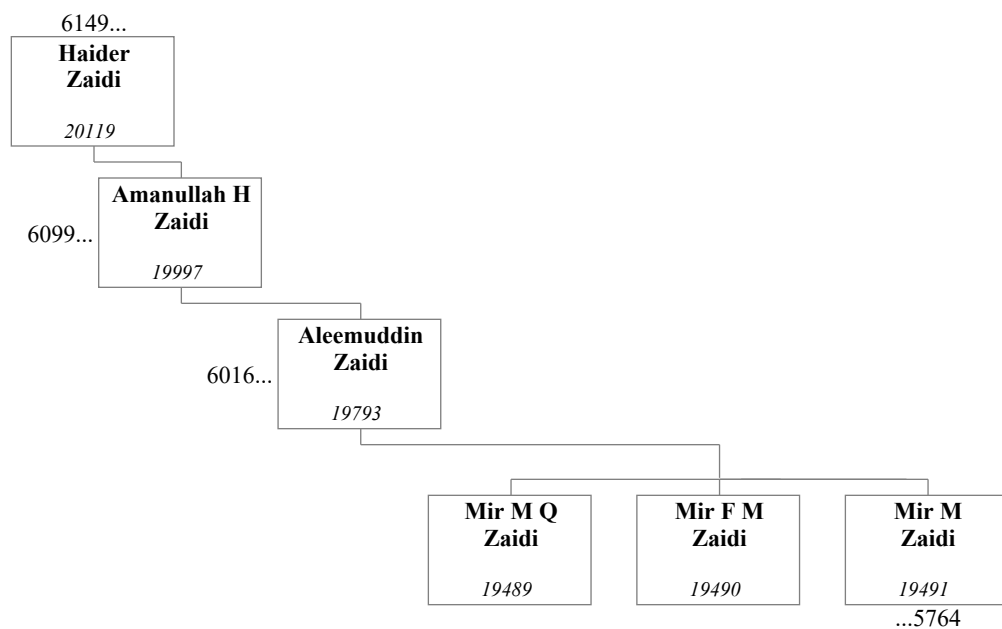 6149...
Haider
Zaidi
20119
Amanullah H
Zaidi
6099...
19997
Aleemuddin
Zaidi
6016...
19793
Mir M Q
Zaidi
19489
Mir F M
Zaidi
19490
Mir M
Zaidi
19491
...5764